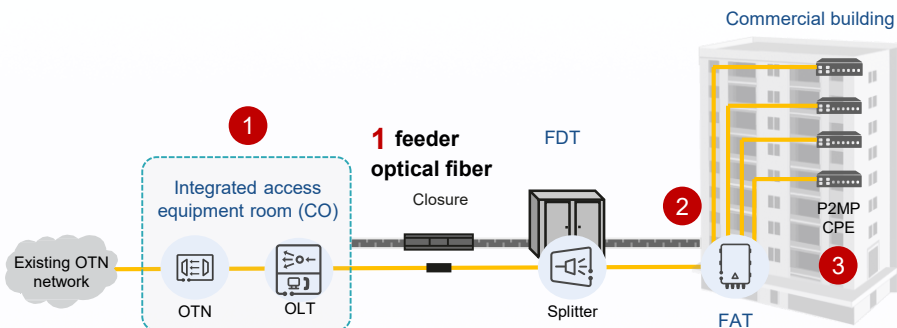 Commercial building
1
1 feeder
optical fiber
FDT
Integrated access
equipment room (CO)
Closure
2
P2MP
CPE
Existing OTN
network
3
OTN
OLT
Splitter
FAT